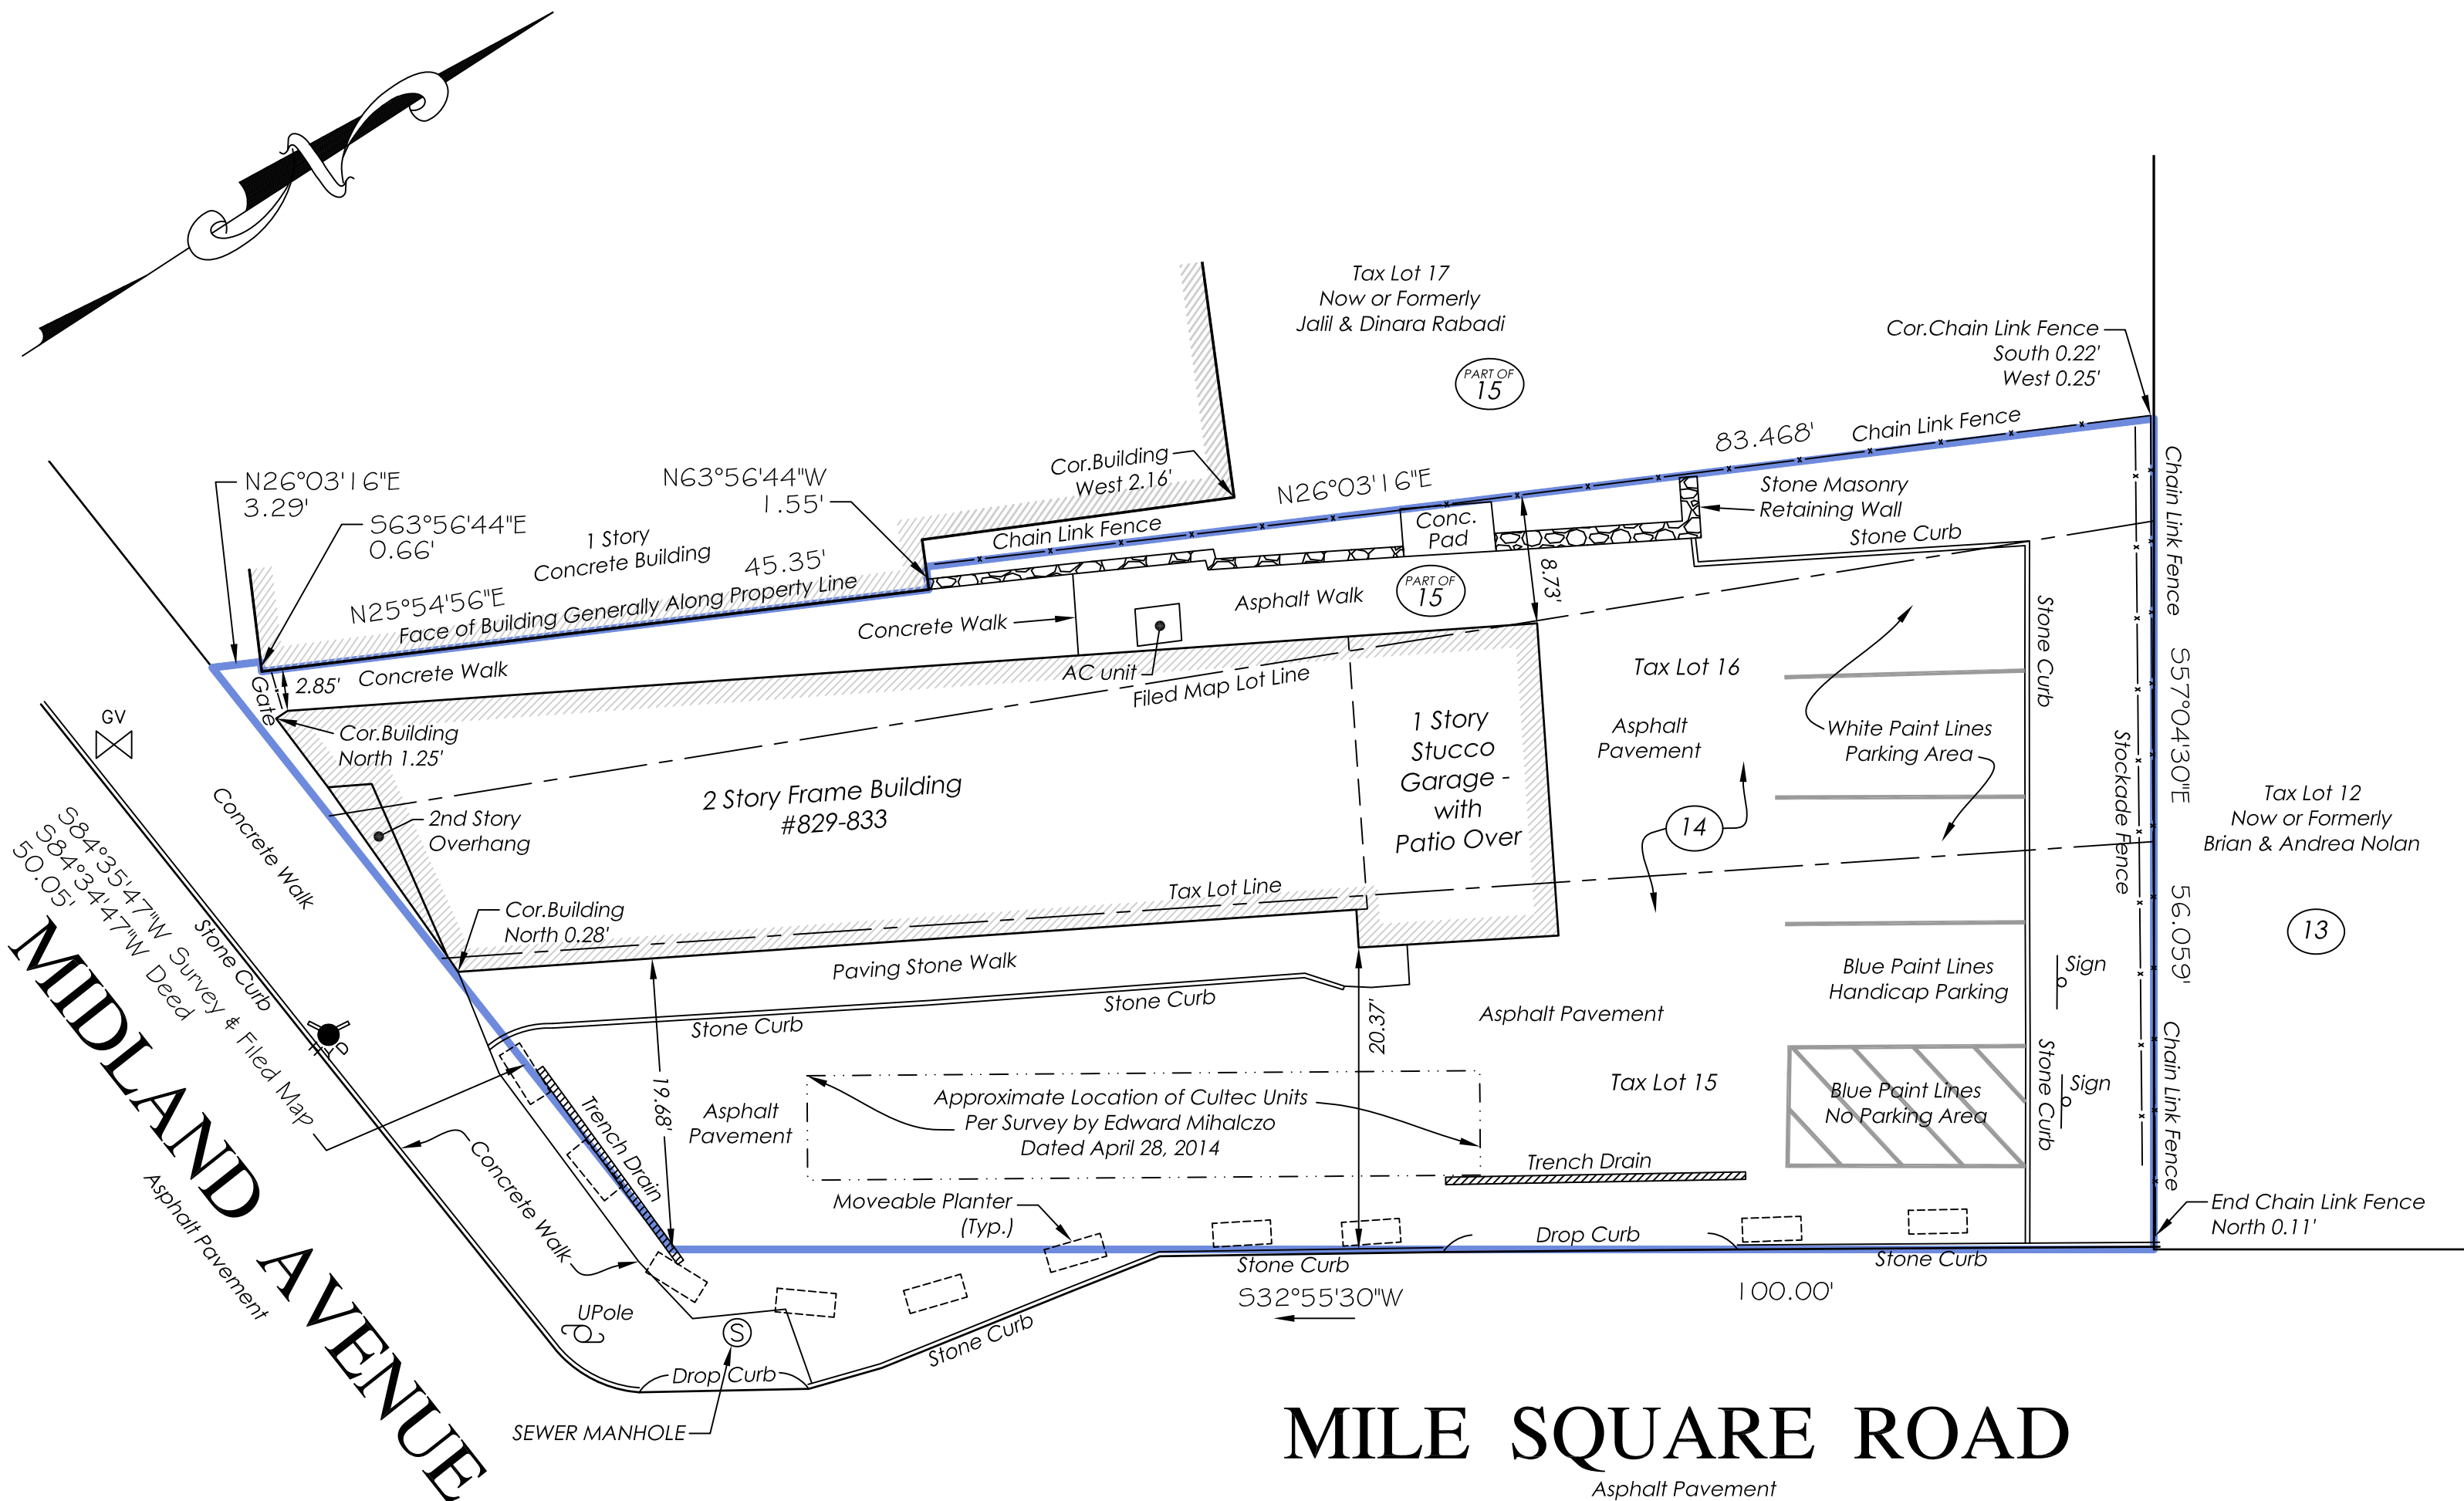 N
Tax Lot 17
Now or Formerly
Jalil & Dinara Rabadi
PART OF
15
Cor.Chain Link Fence
South 0.22'
West 0.25'
83.468'
Chain Link Fence
N26°03'16"E
3.29'
S63°56'44"E
0.66'
N63°56'44"W
1.55'
Cor.Building
West 2.16'
N26°03'16"E
Chain Link Fence
1 Story
Concrete Building
45.35'
N25°54'56"E
Face of Building Generally Along Property Line
Conc.
Pad
Stone Masonry
Retaining Wall
Stone Curb
Chain Link Fence
8.73'
PART OF
15
Asphalt Walk
Concrete Walk
AC unit
Filed Map Lot Line
Gate
2.85'
Concrete Walk
Cor.Building
North 1.25'
GV
Concrete Walk
2nd Story
Overhang
2 Story Frame Building
#829-833
1 Story
Stucco
Garage -
with
Patio Over
Tax Lot 16
Asphalt
Pavement
White Paint Lines
Parking Area
14
Stone Curb
S57°04'30"E
Stockade Fence
Tax Lot 12
Now or Formerly
Brian & Andrea Nolan
13
56.059'
Tax Lot Line
Cor.Building
North 0.28'
Paving Stone Walk
Stone Curb
Stone Curb
Stone Curb
S84°35'47"W Survey & Filed Map
S84°34'47"W Deed
50.05'
HYD
MIDLAND AVENUE
Asphalt Pavement
19.68'
20.37'
Asphalt Pavement
Blue Paint Lines
Handicap Parking
Sign
Sign
Stone Curb
Chain Link Fence
Tax Lot 15
Blue Paint Lines
No Parking Area
Approximate Location of Cultec Units
Per Survey by Edward Mihalczo
Dated April 28, 2014
Asphalt
Pavement
Trench Drain
Trench Drain
Concrete Walk
Moveable Planter
(Typ.)
Drop Curb
Stone Curb
Stone Curb
End Chain Link Fence
North 0.11'
S32°55'30"W
100.00'
UPole
S
Stone Curb
Drop Curb
SEWER MANHOLE
MILE SQUARE ROAD
Asphalt Pavement